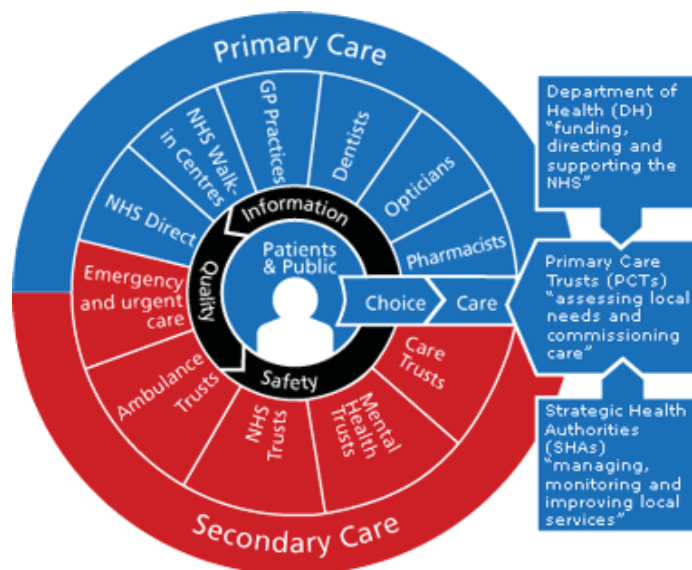 Primary Care
NHS Direct
NHS Walk-
in Centres
GP Practices
Dentists
Opticians
Pharmacists
Information
Quality
Safety
Patients
& Public
Choice
Care
Emergency
and urgent
care
Ambulance
Trusts
NHS
Trusts
Mental
Health
Trusts
Care Trusts
Secondary Care
Department of
Health (DH)
"funding,
directing and
supporting the
NHS"
Primary Care
Trusts (PCTs)
"assessing local
needs and
commissioning
care"
Strategic Health
Authorities
(SHAs)
"managing,
monitoring and
improving local
services"